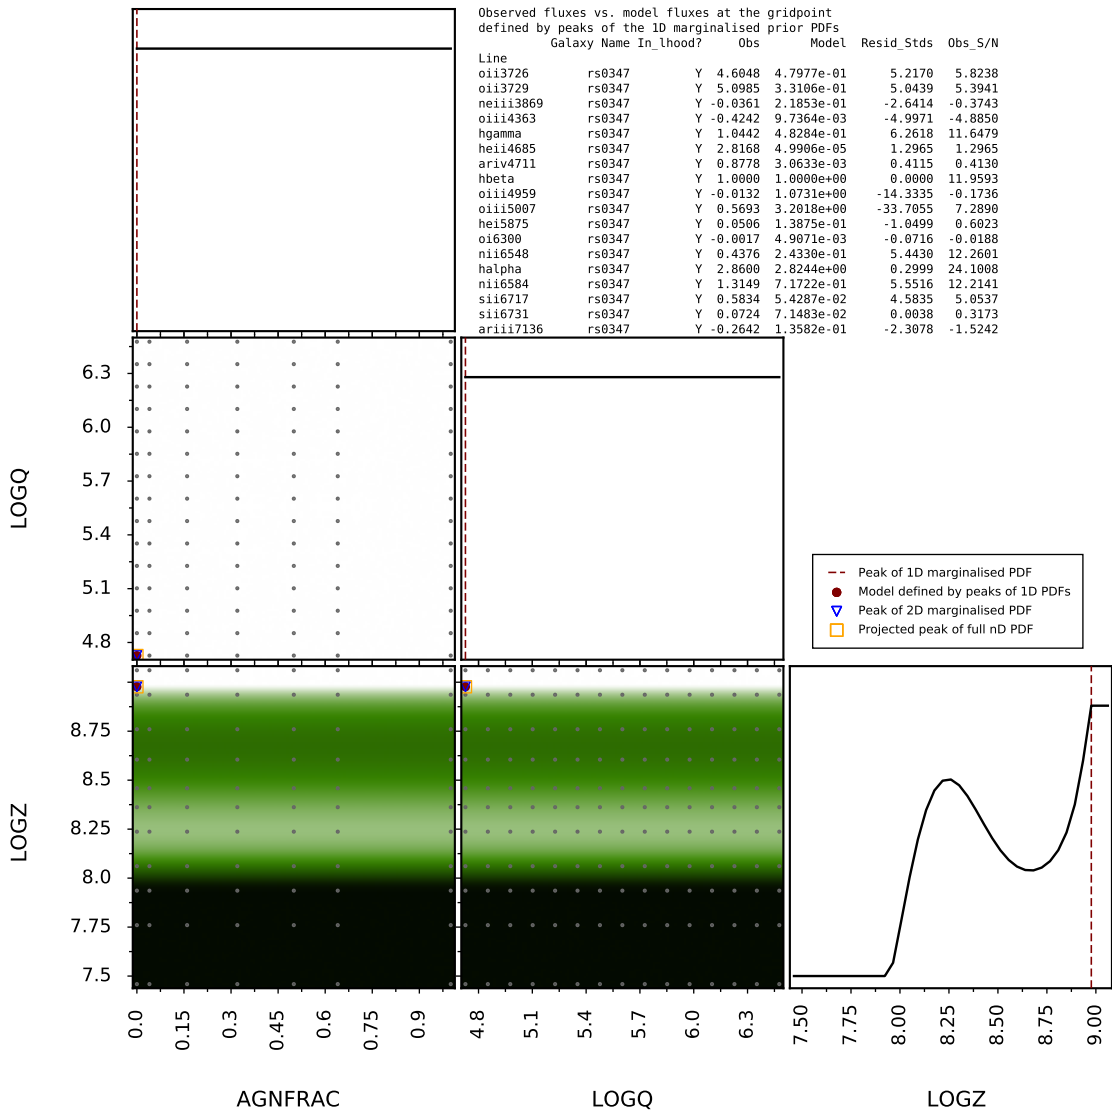 Observed fluxes vs. model fluxes at the gridpoint
defined by peaks of the 1D marginalised prior PDFs
Galaxy Name In_lhood? Obs Model Resid_Stds Obs_S/N
Line
oii3726 rs0347 Y 4.6048 4.7977e-01 5.2170 5.8238
oii3729 rs0347 Y 5.0985 3.3106e-01 5.0439 5.3941
neiii3869 rs0347 Y -0.0361 2.1853e-01 -2.6414 -0.3743
oiii4363 rs0347 Y -0.4242 9.7364e-03 -4.9971 -4.8850
hgamma rs0347 Y 1.0442 4.8284e-01 6.2618 11.6479
heii4685 rs0347 Y 2.8168 4.9906e-05 1.2965 1.2965
ariv4711 rs0347 Y 0.8778 3.0633e-03 0.4115 0.4130
hbeta rs0347 Y 1.0000 1.0000e+00 0.0000 11.9593
oiii4959 rs0347 Y -0.0132 1.0731e+00 -14.3335 -0.1736
oiii5007 rs0347 Y 0.5693 3.2018e+00 -33.7055 7.2890
hei5875 rs0347 Y 0.0506 1.3875e-01 -1.0499 0.6023
oi6300 rs0347 Y -0.0017 4.9071e-03 -0.0716 -0.0188
nii6548 rs0347 Y 0.4376 2.4330e-01 5.4430 12.2601
halpha rs0347 Y 2.8600 2.8244e+00 0.2999 24.1008
nii6584 rs0347 Y 1.3149 7.1722e-01 5.5516 12.2141
sii6717 rs0347 Y 0.5834 5.4287e-02 4.5835 5.0537
sii6731 rs0347 Y 0.0724 7.1483e-02 0.0038 0.3173
ariii7136 rs0347 Y -0.2642 1.3582e-01 -2.3078 -1.5242
6.3
6.0
5.7
5.4
5.1
4.8
LOGQ
Peak of 1D marginalised PDF
Model defined by peaks of 1D PDFs
Peak of 2D marginalised PDF
Projected peak of full nD PDF
8.75
8.5
8.25
8.0
7.75
7.5
LOGZ
0.0 0.15 0.3 0.45 0.6 0.75 0.9
4.8 5.1 5.4 5.7 6.0 6.3
7.50 7.75 8.00 8.25 8.50 8.75 9.00
AGNFRAC LOGQ LOGZ